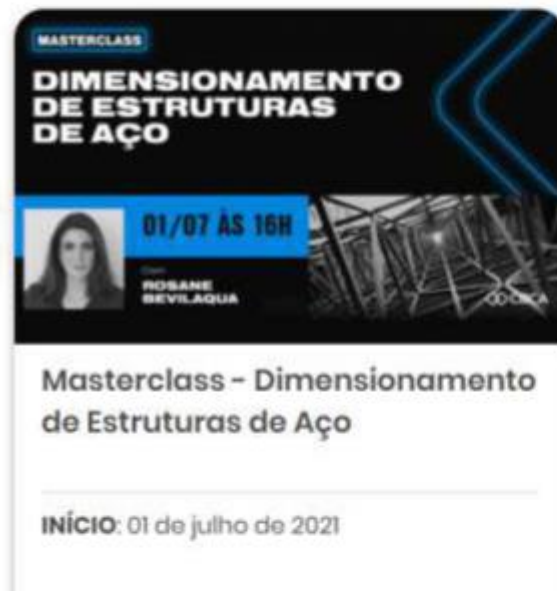 MASTERCLASS
DIMENSIONAMENTO
DE ESTRUTURAS
DE AÇO
01/07 ÀS 16H
Com
ROSANE
BEVILAQUA
Masterclass - Dimensionamento
de Estruturas de Aço
INÍCIO: 01 de julho de 2021